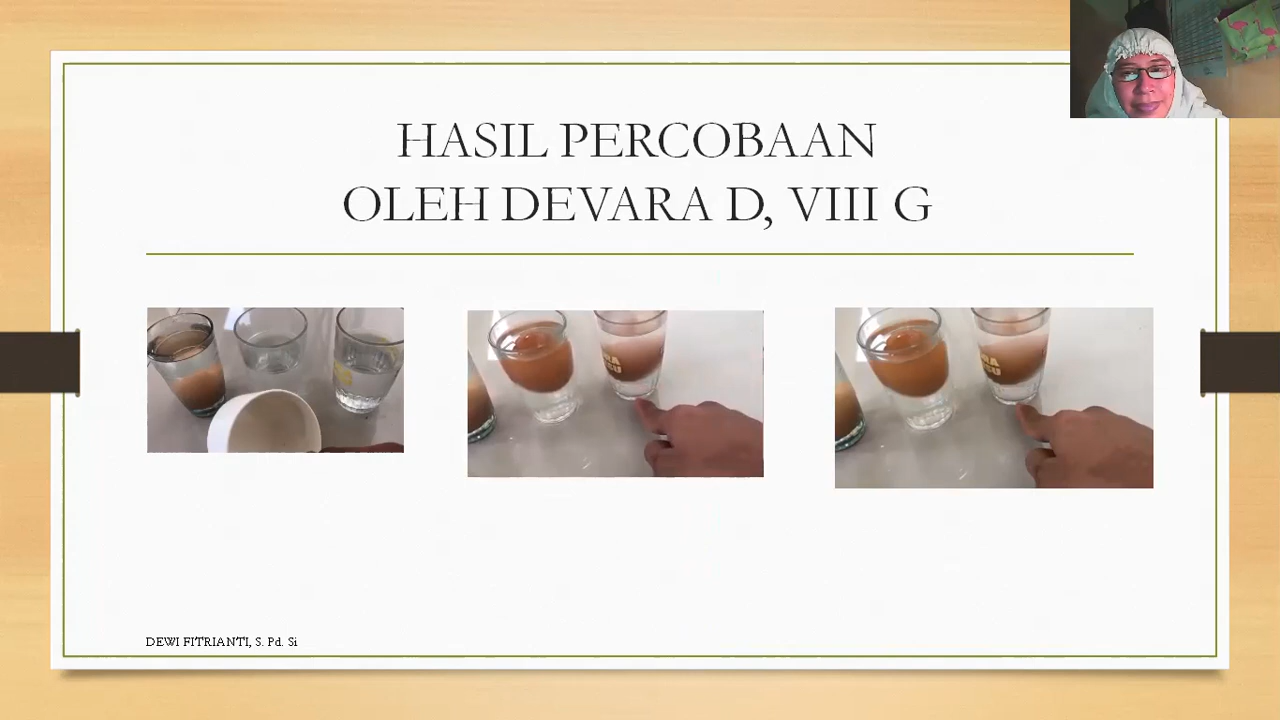 HASIL PERCOBAAN
OLEH DEVARA D, VIII G
DEWI FITRIANTI, S. Pd. Si